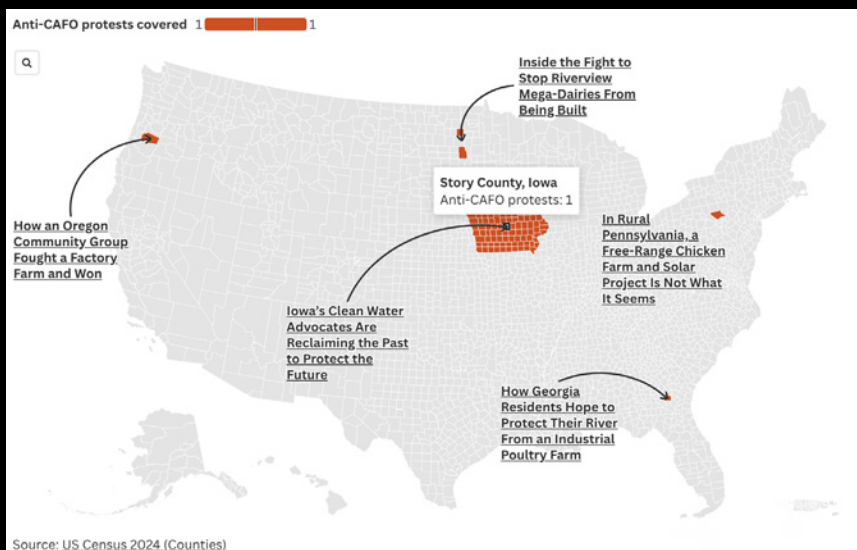 Anti-CAFO protests covered 1 1
Inside the Fight to
Stop Riverview
Mega-Dairies From
Being Built
Story County, Iowa
Anti-CAFO protests: 1
How an Oregon
Community Group
Fought a Factory
Farm and Won
In Rural
Pennsylvania, a
Free-Range Chicken
Farm and Solar
Project Is Not What
It Seems
Iowa's Clean Water
Advocates Are
Reclaiming the Past
to Protect the
Future
How Georgia
Residents Hope to
Protect Their River
From an Industrial
Poultry Farm
Source: US Census 2024 (Counties)